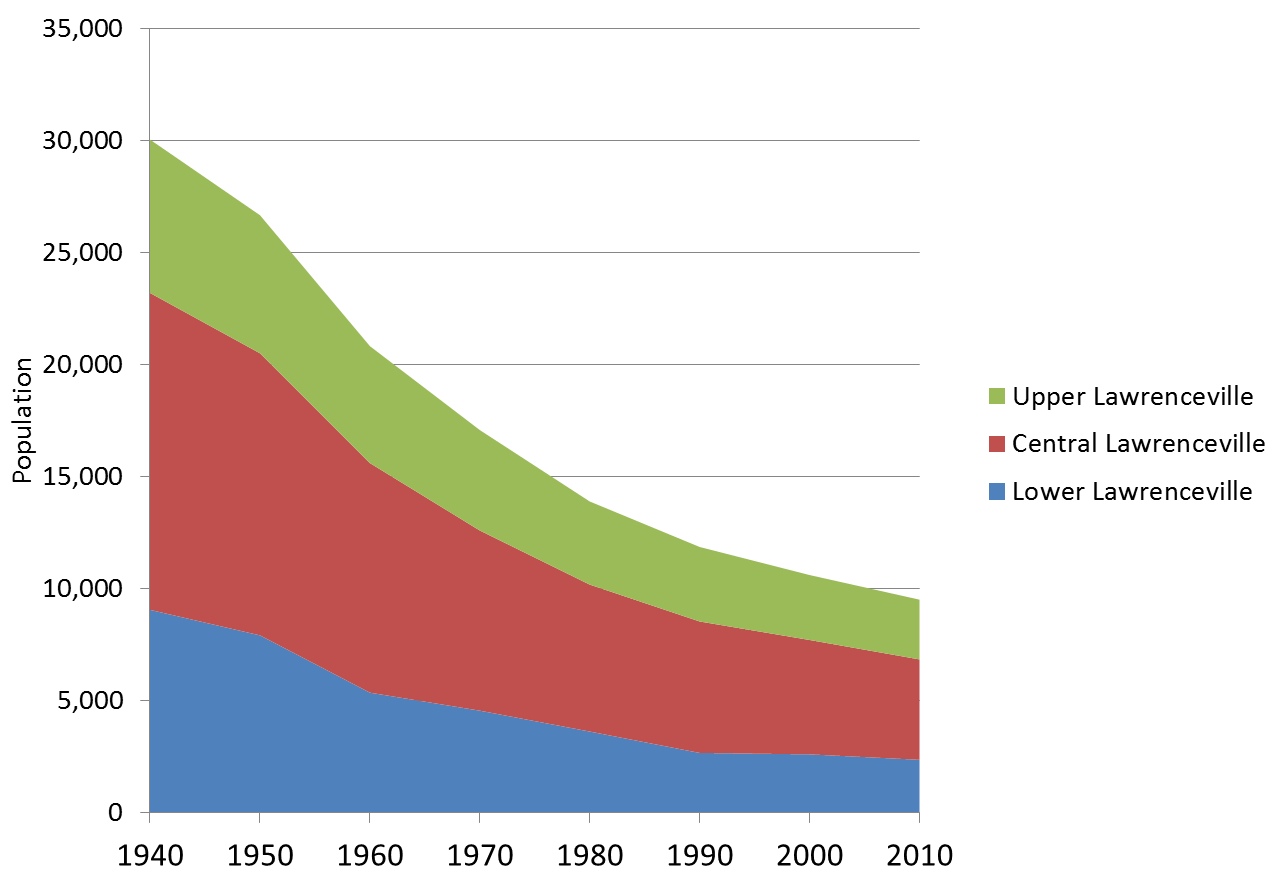 35,000
30,000
25,000
20,000
15,000
10,000
5,000
0
Population
1940 1950 1960 1970 1980 1990 2000 2010
Upper Lawrenceville
Central Lawrenceville
Lower Lawrenceville